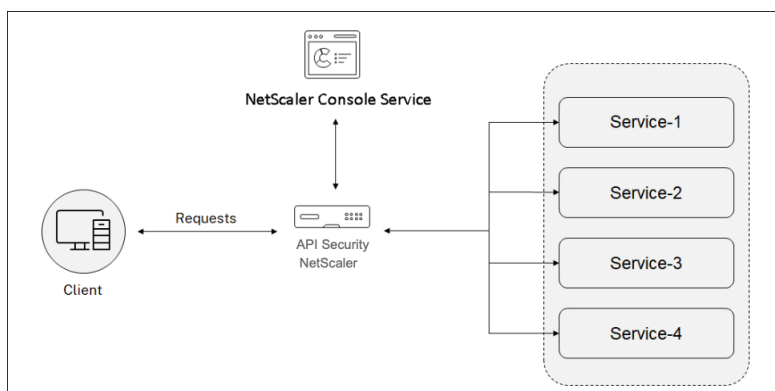 NetScaler Console Service
Requests
API Security
NetScaler
Client
Service-1
Service-2
Service-3
Service-4